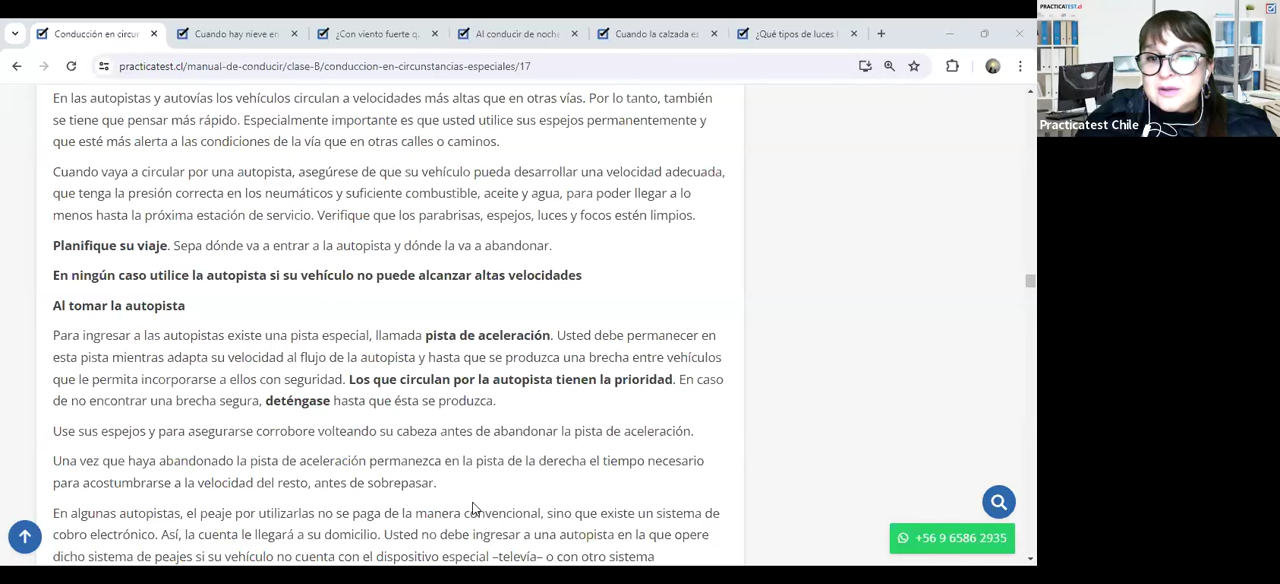 Conducción en circur
Cuando hay nieve en
¿Con viento fuerte q
Al conducir de noche
Cuando la calzada e
¿Qué tipos de luces
practicatest.cl/manual-de-conducir/clase-B/conduccion-en-circunstancias-especiales/17
PRACTICATEST.cl
Practicatest Chile
En las autopistas y autovías los vehículos circulan a velocidades más altas que en otras vías. Por lo tanto, también
se tiene que pensar más rápido. Especialmente importante es que usted utilice sus espejos permanentemente y
que esté más alerta a las condiciones de la vía que en otras calles o caminos.
Cuando vaya a circular por una autopista, asegúrese de que su vehículo pueda desarrollar una velocidad adecuada,
que tenga la presión correcta en los neumáticos y suficiente combustible, aceite y agua, para poder llegar a lo
menos hasta la próxima estación de servicio. Verifique que los parabrisas, espejos, luces y focos estén limpios.
Planifique su viaje. Sepa dónde va a entrar a la autopista y dónde la va a abandonar.
En ningún caso utilice la autopista si su vehículo no puede alcanzar altas velocidades
Al tomar la autopista
Para ingresar a las autopistas existe una pista especial, llamada pista de aceleración. Usted debe permanecer en
esta pista mientras adapta su velocidad al flujo de la autopista y hasta que se produzca una brecha entre vehículos
que le permita incorporarse a ellos con seguridad. Los que circulan por la autopista tienen la prioridad. En caso
de no encontrar una brecha segura, deténgase hasta que ésta se produzca.
Use sus espejos y para asegurarse corrobore volteando su cabeza antes de abandonar la pista de aceleración.
Una vez que haya abandonado la pista de aceleración permanezca en la pista de la derecha el tiempo necesario
para acostumbrarse a la velocidad del resto, antes de sobrepasar.
En algunas autopistas, el peaje por utilizarlas no se paga de la manera convencional, sino que existe un sistema de
cobro electrónico. Así, la cuenta le llegará a su domicilio. Usted no debe ingresar a una autopista en la que opere
dicho sistema de peajes si su vehículo no cuenta con el dispositivo especial –televía– o con otro sistema
+56 9 6586 2935